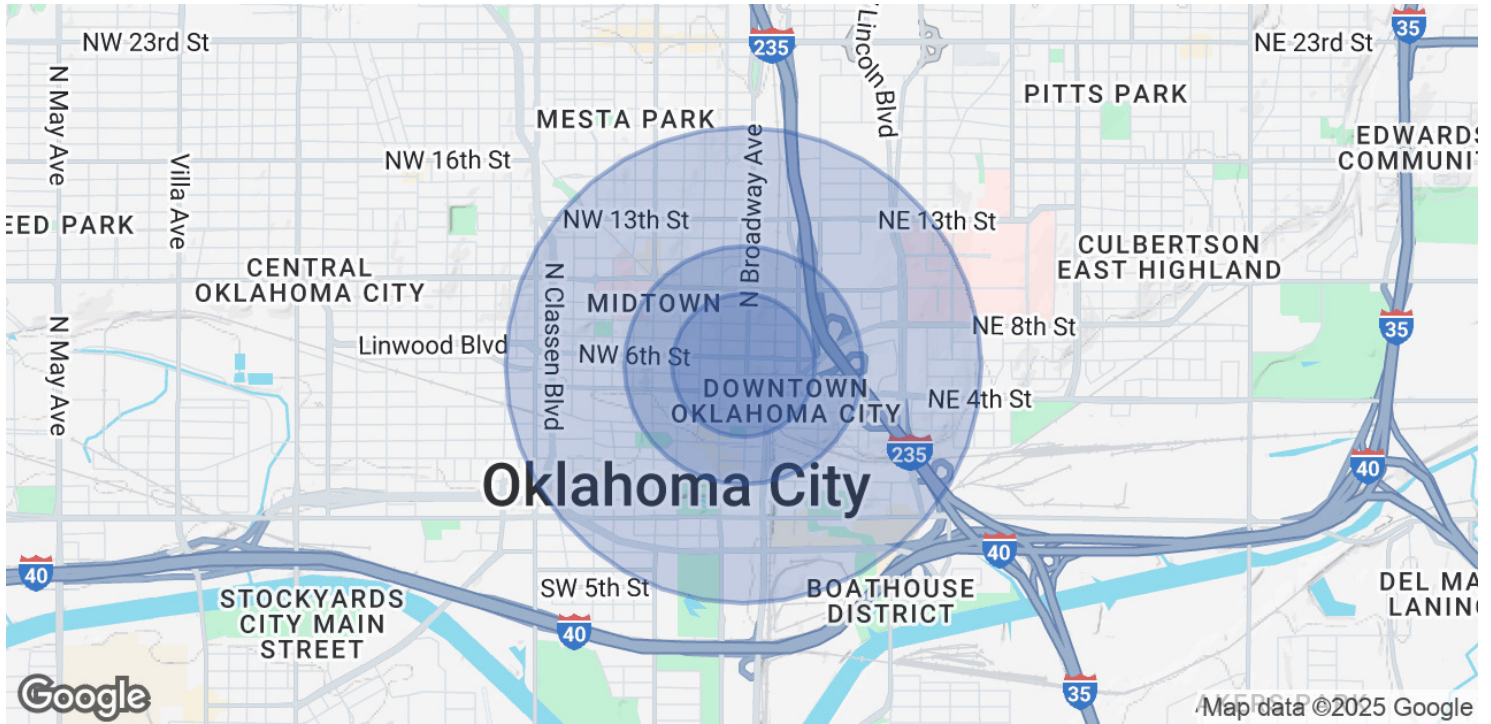 NW 23rd St
235
Lincoln Blvd
NE 23rd St
35
N May Ave
MESTA PARK
PITTS PARK
EDWARDS
COMMUNI
NW 16th St
Villa Ave
N Broadway Ave
EED PARK
NW 13th St
NE 13th St
CENTRAL
OKLAHOMA CITY
CULBERTSON
EAST HIGHLAND
N Classen Blvd
MIDTOWN
N May Ave
Linwood Blvd
NW 6th St
NE 8th St
35
DOWNTOWN
OKLAHOMA CITY
NE 4th St
235
40
Oklahoma City
40
40
SW 5th St
STOCKYARDS
CITY MAIN
STREET
BOATHOUSE
DISTRICT
DEL MA
LANING
40
35
Google
AKERS PARK
Map data ©2025 Google